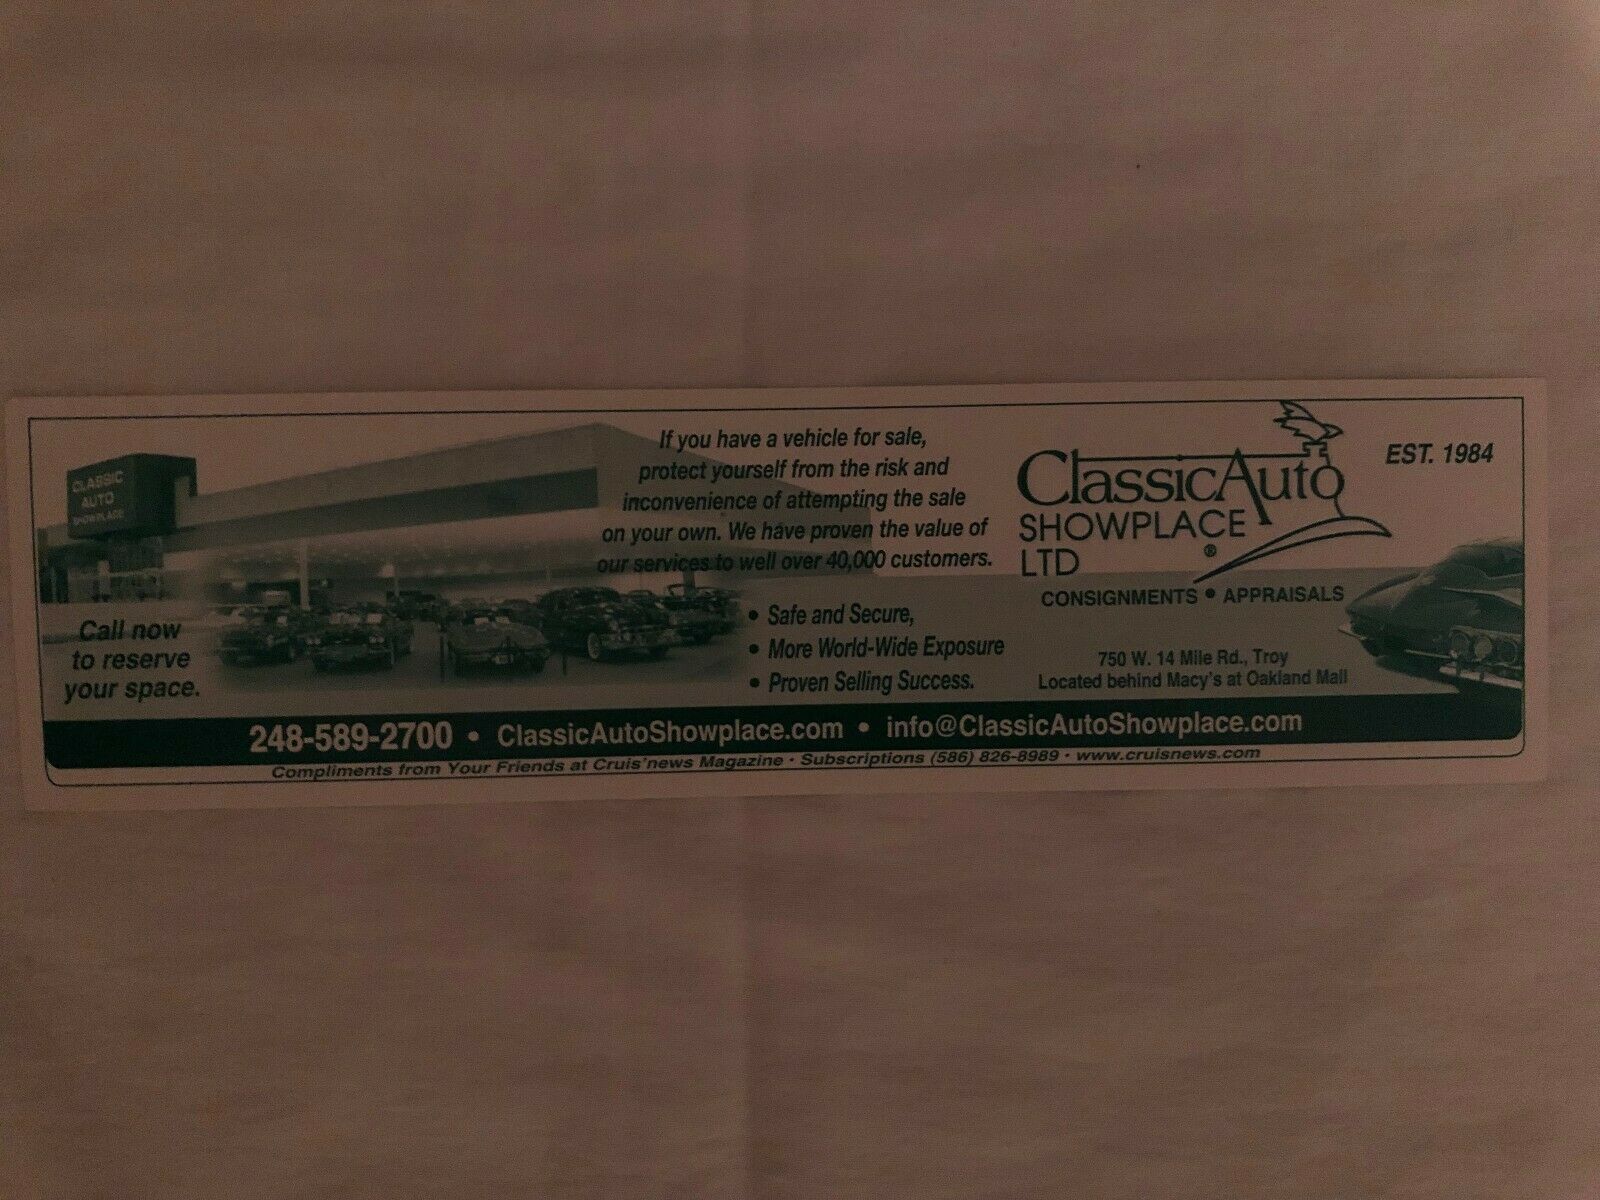 CLASSIC
AUTO
SHOWPLACE
Call now
to reserve
your space.
If you have a vehicle for sale,
protect yourself from the risk and
inconvenience of attempting the sale
on your own. We have proven the value of
our services to well over 40,000 customers.
• Safe and Secure,
• More World-Wide Exposure
• Proven Selling Success.
ClassicAuto
SHOWPLACE
LTD
®
EST. 1984
CONSIGNMENTS • APPRAISALS
750 W. 14 Mile Rd., Troy
Located behind Macy's at Oakland Mall
248-589-2700 • ClassicAutoShowplace.com • info@ClassicAutoShowplace.com
Compliments from Your Friends at Cruis'news Magazine • Subscriptions (586) 826-8989 • www.cruisnews.com